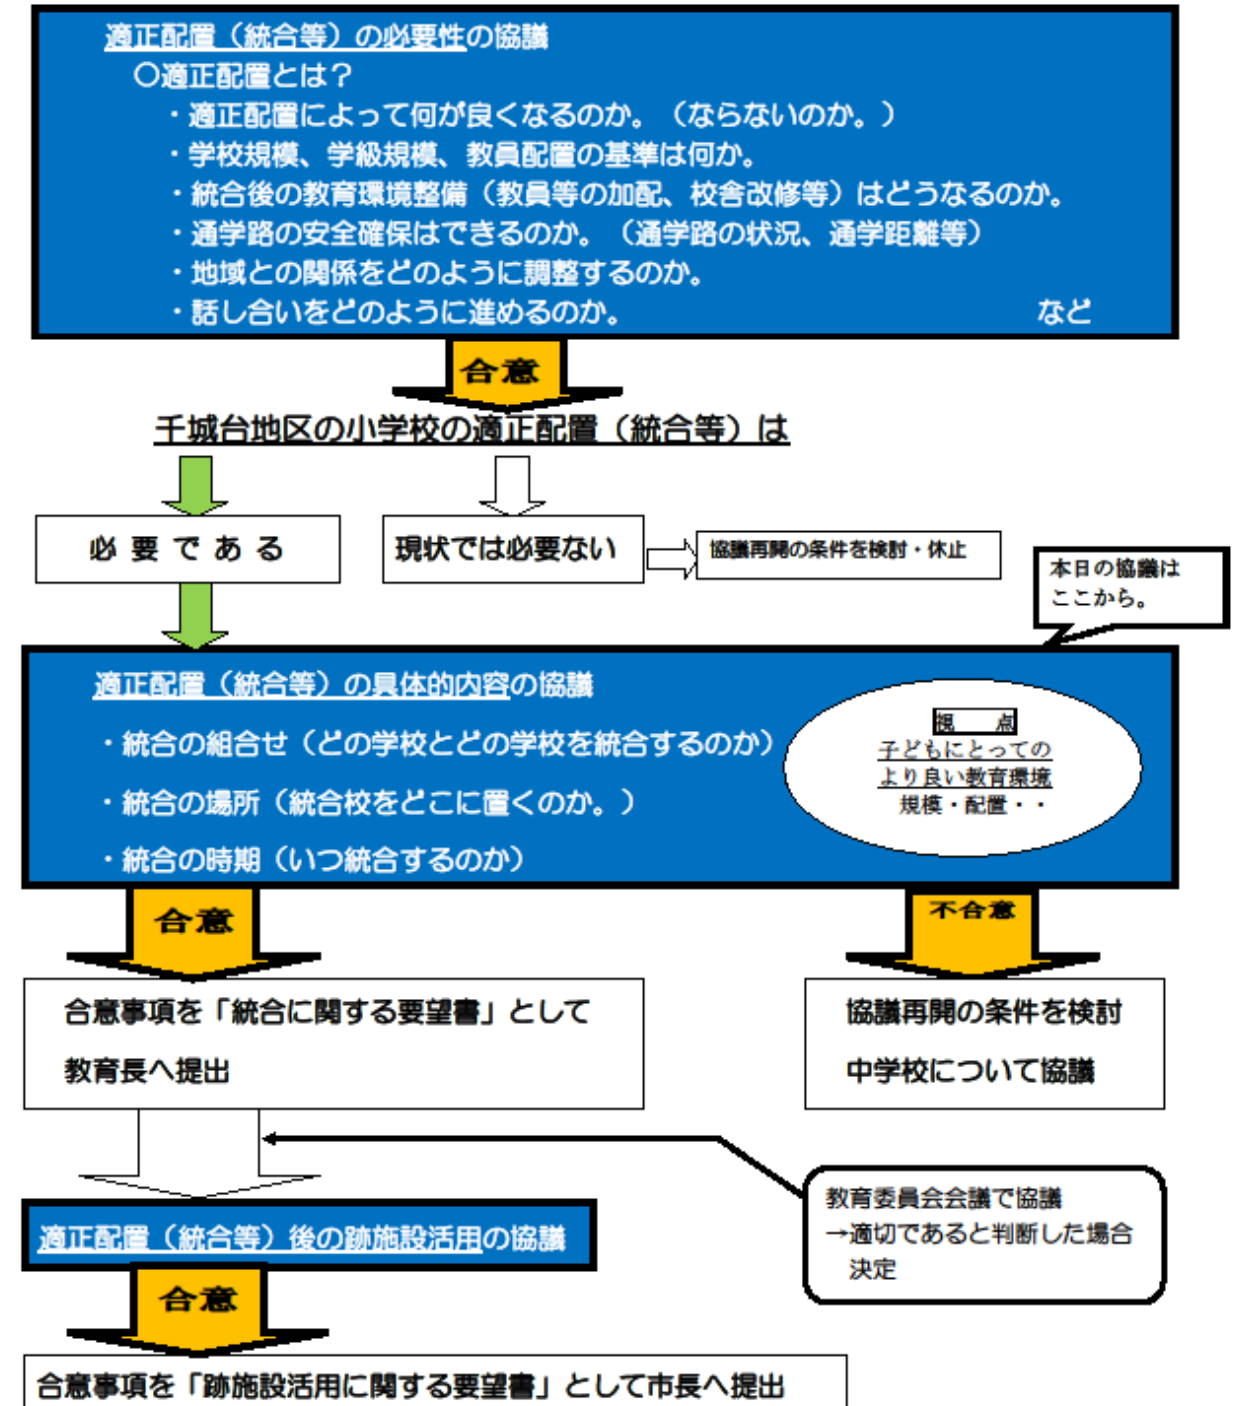 適正配置（統合等）の必要性の協議
〇適正配置とは？
・適正配置によって何が良くなるのか。（ならないのか。）
・学校規模、学級規模、教員配置の基準は何か。
・統合後の教育環境整備（教員等の加配、校舎改修等）はどうなるのか。
・通学路の安全確保はできるのか。（通学路の状況、通学距離等）
・地域との関係をどのように調整するのか。
・話し合いをどのように進めるのか。　など
合意
千城台地区の小学校の適正配置（統合等）は
必要である
現状では必要ない
協議再開の条件を検討・休止
本日の協議は
ここから。
適正配置（統合等）の具体的内容の協議
・統合の組合せ（どの学校とどの学校を統合するのか）
・統合の場所（統合校をどこに置くのか。）
・統合の時期（いつ統合するのか）
視　点
子どもにとっての
より良い教育環境
規模・配置・・
合意
不合意
合意事項を「統合に関する要望書」として
教育長へ提出
協議再開の条件を検討
中学校について協議
教育委員会会議で協議
→適切であると判断した場合
決定
適正配置（統合等）後の跡施設活用の協議
合意
合意事項を「跡施設活用に関する要望書」として市長へ提出